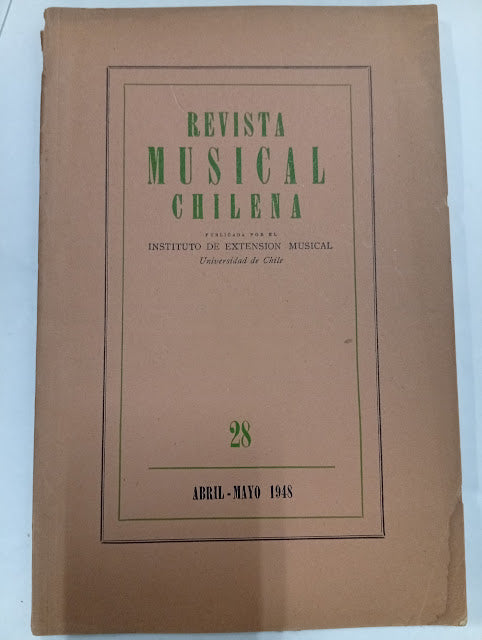 REVISTA
MUSICAL
CHILENA
PUBLICADA POR EL
INSTITUTO DE EXTENSION MUSICAL
Universidad de Chile
28
ABRIL - MAYO 1948